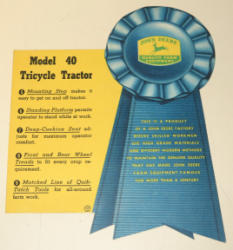 Model 40
Tricycle Tractor
Mounting Step makes it
easy to get on and off tractor.
Standing Platform permits
operator to stand while at work.
Deep-Cushion Seat ad-
justs for maximum operator
comfort.
Front and Rear Wheel
Treads to fit every crop re-
quirement.
Matched Line of Quik-
Tatch Tools for all-around
farm work.
JOHN DEERE
QUALITY FARM
EQUIPMENT
THIS IS A PRODUCT
OF A JOHN DEERE FACTORY
WHERE SKILLED WORKMEN
USE HIGH GRADE MATERIALS
AND EFFICIENT MODERN METHODS
TO MAINTAIN THE GENUINE QUALITY
THAT HAS MADE JOHN DEERE
FARM EQUIPMENT FAMOUS
FOR MORE THAN A CENTURY